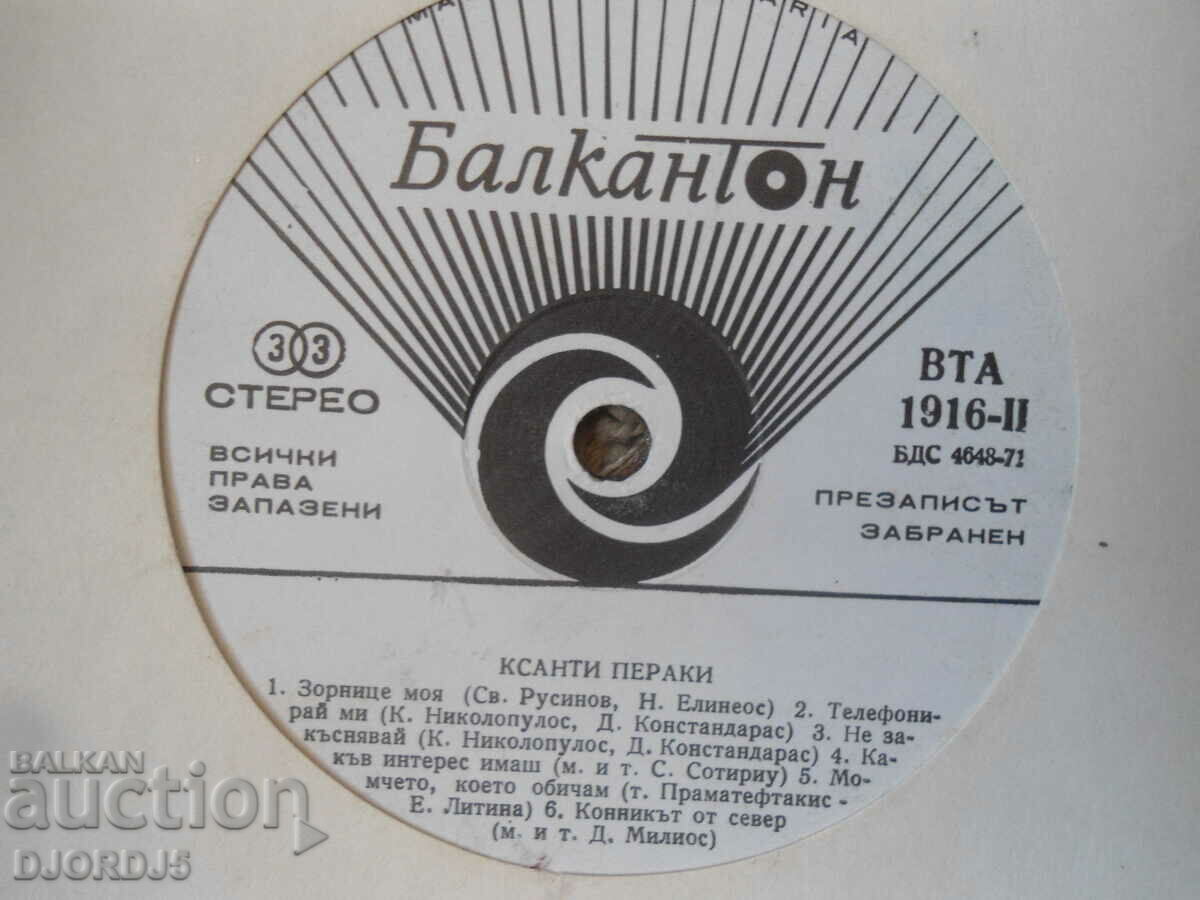 БалканТон
33
СТЕРЕО
ВСИЧКИ
ПРАВА
ЗАПАЗЕНИ
ВТА
1916-II
БДС 4648-71
ПРЕЗАПИСЪТ
ЗАБРАНЕН
КСАНТИ ПЕРАКИ
1. Зорнице моя (Св. Русинов, Н. Елинеос) 2. Телефони-
рай ми (К. Николопулос, Д. Констандарас) 3. Не за-
къснявай (К. Николопулос, Д. Констандарас) 4. Ка-
къв интерес имаш (м. и т. С. Сотириу) 5. Мо-
мчето, което обичам (т. Праматефтакис -
Е. Литина) 6. Конникът от север
(м. и т. Д. Милиос)
BALKAN
auction
DJORDJ5